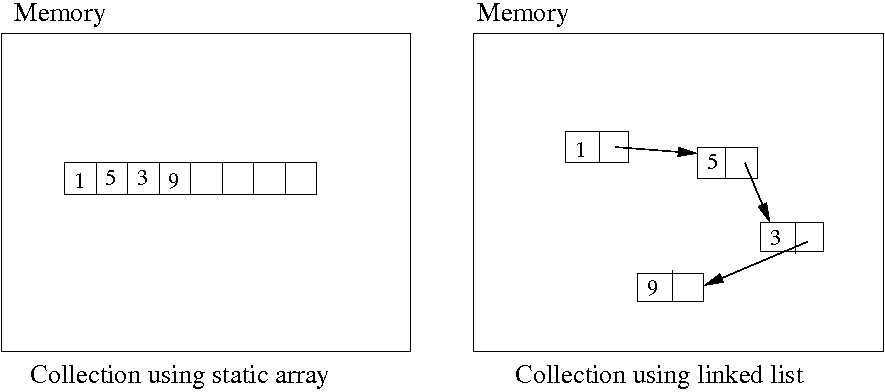 Memory
1 5 3 9
Collection using static array
Memory
1
5
3
9
Collection using linked list